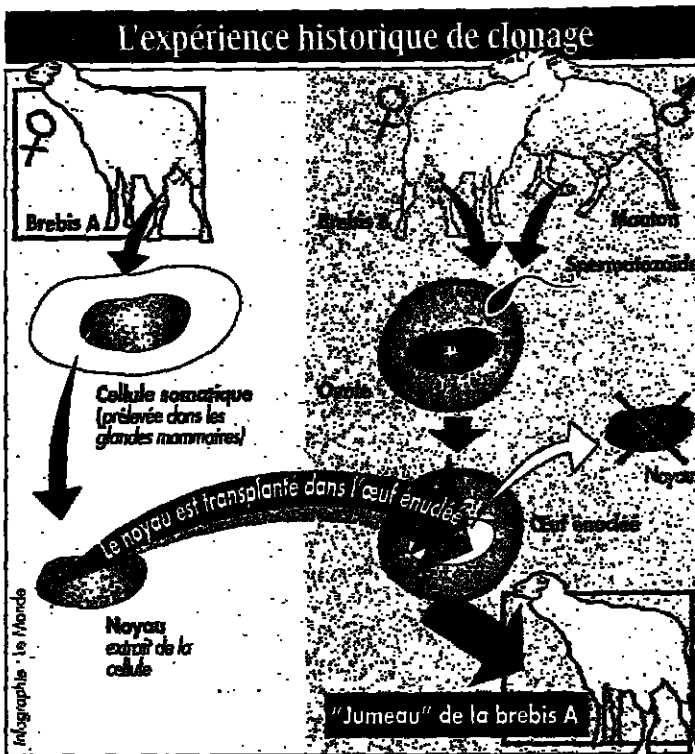 L'expérience historique de clonage
Brebis A
Brebis B
Mouton
Spermatozoïde
Cellule somatique
(prélevée dans les
glandes mammaires)
Ovule
Noyau
Le noyau est transplanté dans l'œuf énucléé
Œuf énucléé
Noyau
extrait de la
cellule
"Jumeau" de la brebis A
Infographie - Le Monde